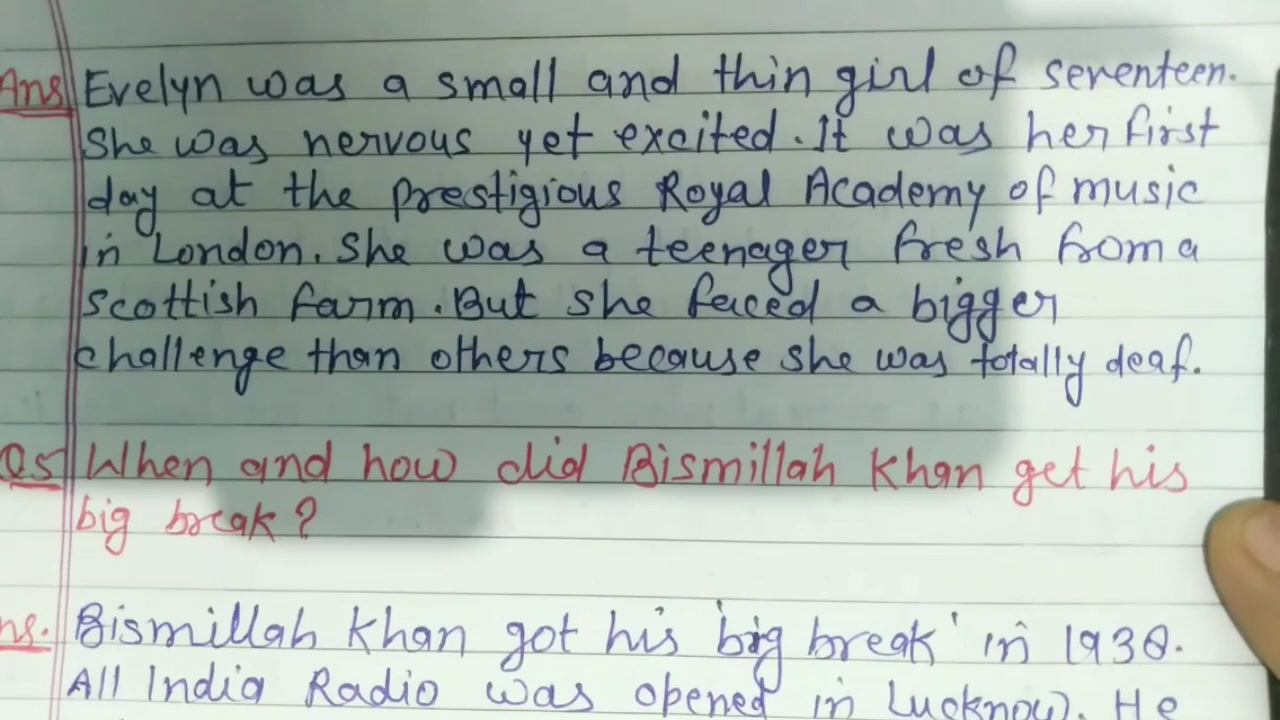 Ans Evelyn was a small and thin girl of seventeen.
She was nervous yet excited. It was her first
day at the prestigious Royal Academy of music
in London. She was a teenager fresh from a
Scottish farm. But she faced a bigger
challenge than others because she was totally deaf.
Q5 When and how did Bismillah Khan get his
big break?
ns. Bismillah Khan got his 'big break' in 1938.
All India Radio was opened in Lucknow. He